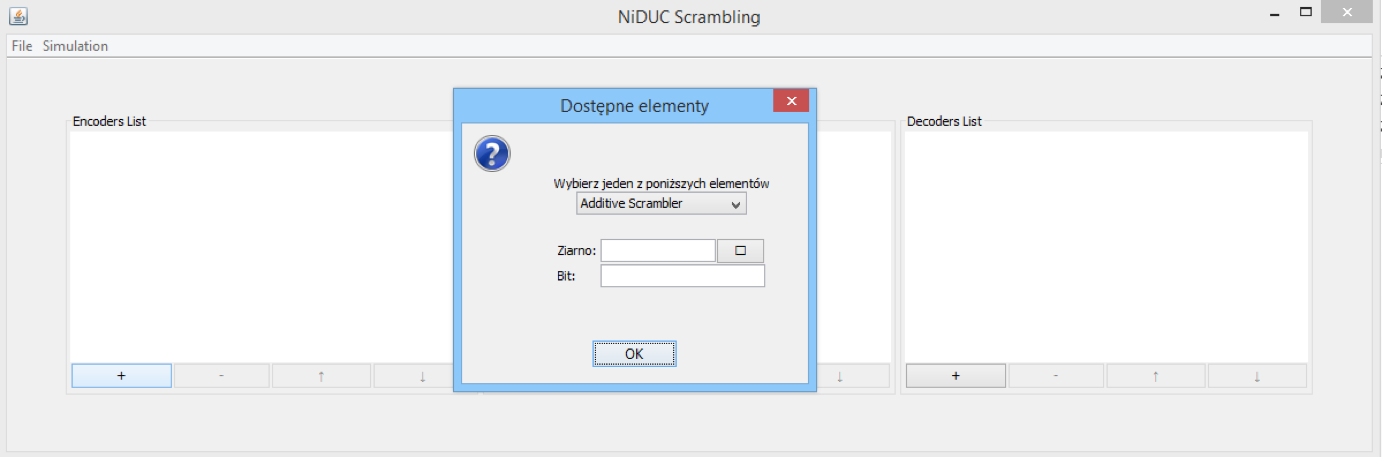 NiDUC Scrambling
File Simulation
Dostępne elementy
Encoders List
Decoders List
Wybierz jeden z poniższych elementów
Additive Scrambler
Ziarno:
Bit:
OK
+ - ↑ ↓ ↓ + - ↑ ↓